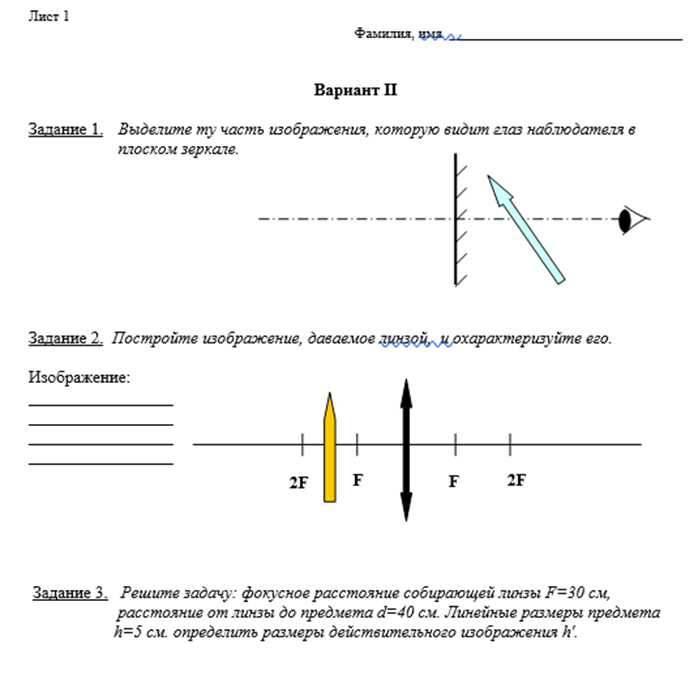 Лист 1
Фамилия, имя
Вариант II
Задание 1. Выделите ту часть изображения, которую видит глаз наблюдателя в
плоском зеркале.
Задание 2. Постройте изображение, даваемое линзой, и охарактеризуйте его.
Изображение:
2F F F 2F
Задание 3. Решите задачу: фокусное расстояние собирающей линзы F=30 см,
расстояние от линзы до предмета d=40 см. Линейные размеры предмета
h=5 см. определить размеры действительного изображения h'.